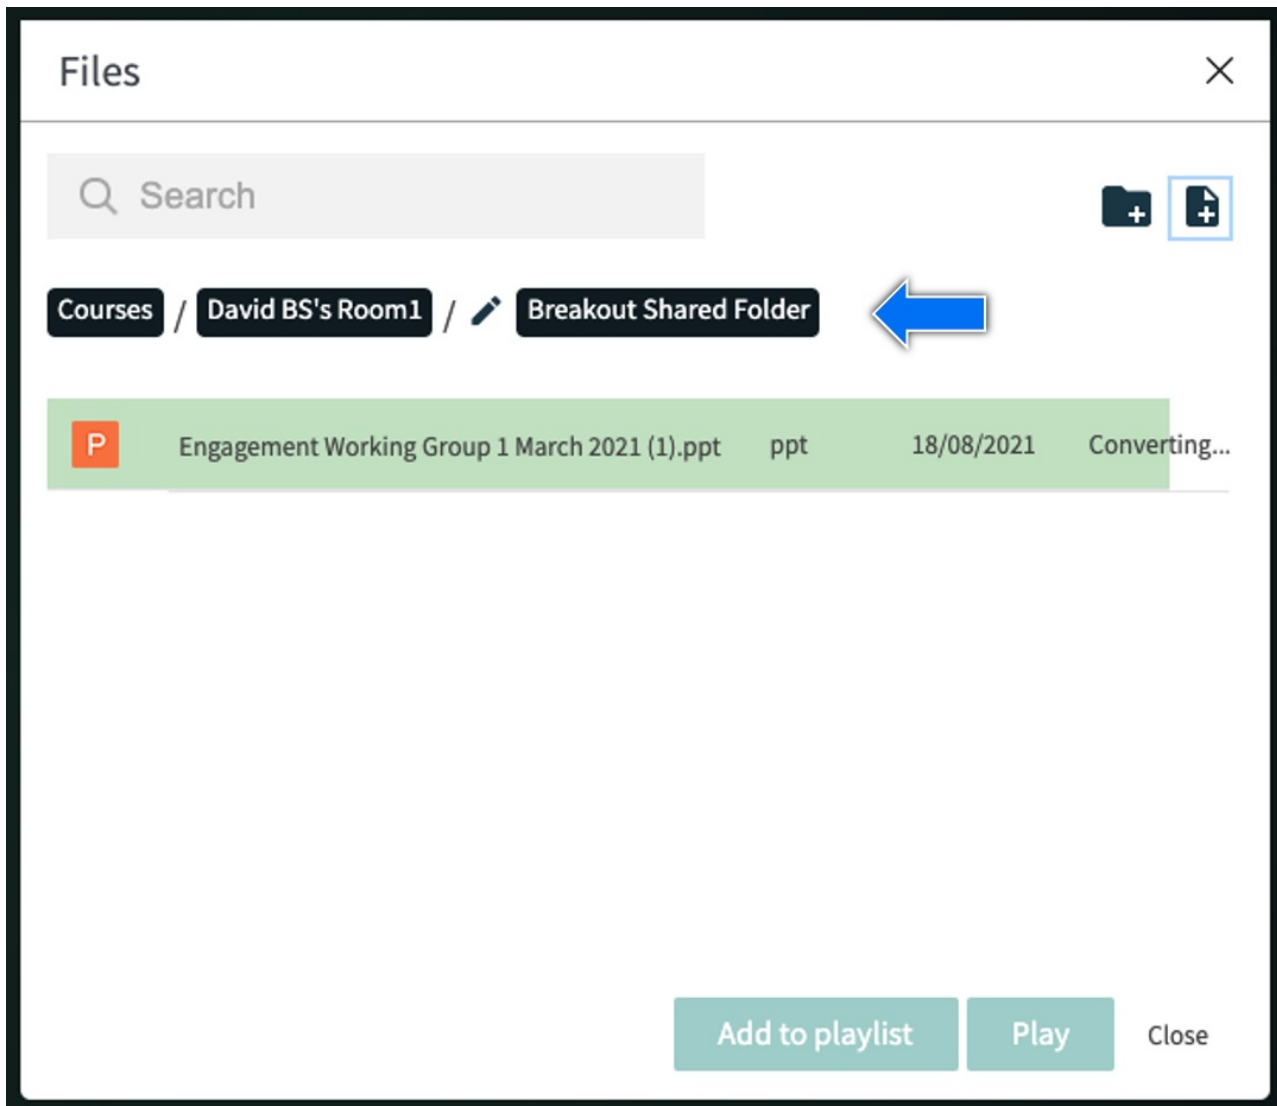 Files
Search
Courses / David BS's Room1 / Breakout Shared Folder
P Engagement Working Group 1 March 2021 (1).ppt ppt 18/08/2021 Converting...
Add to playlist Play Close